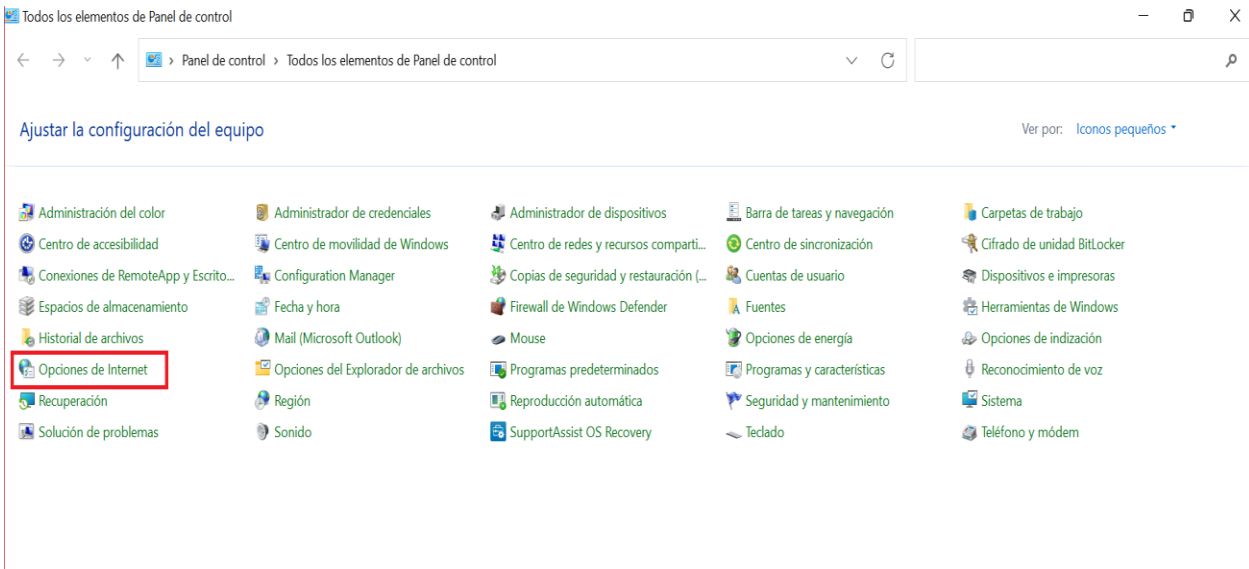 Todos los elementos de Panel de control
Panel de control > Todos los elementos de Panel de control
Ajustar la configuración del equipo
Ver por: Iconos pequeños
Administración del color Administrador de credenciales Administrador de dispositivos Barra de tareas y navegación Carpetas de trabajo
Centro de accesibilidad Centro de movilidad de Windows Centro de redes y recursos comparti... Centro de sincronización Cifrado de unidad BitLocker
Conexiones de RemoteApp y Escrito... Configuration Manager Copias de seguridad y restauración (... Cuentas de usuario Dispositivos e impresoras
Espacios de almacenamiento Fecha y hora Firewall de Windows Defender Fuentes Herramientas de Windows
Historial de archivos Mail (Microsoft Outlook) Mouse Opciones de energía Opciones de indización
Opciones de Internet Opciones del Explorador de archivos Programas predeterminados Programas y características Reconocimiento de voz
Recuperación Región Reproducción automática Seguridad y mantenimiento Sistema
Solución de problemas Sonido SupportAssist OS Recovery Teclado Teléfono y módem